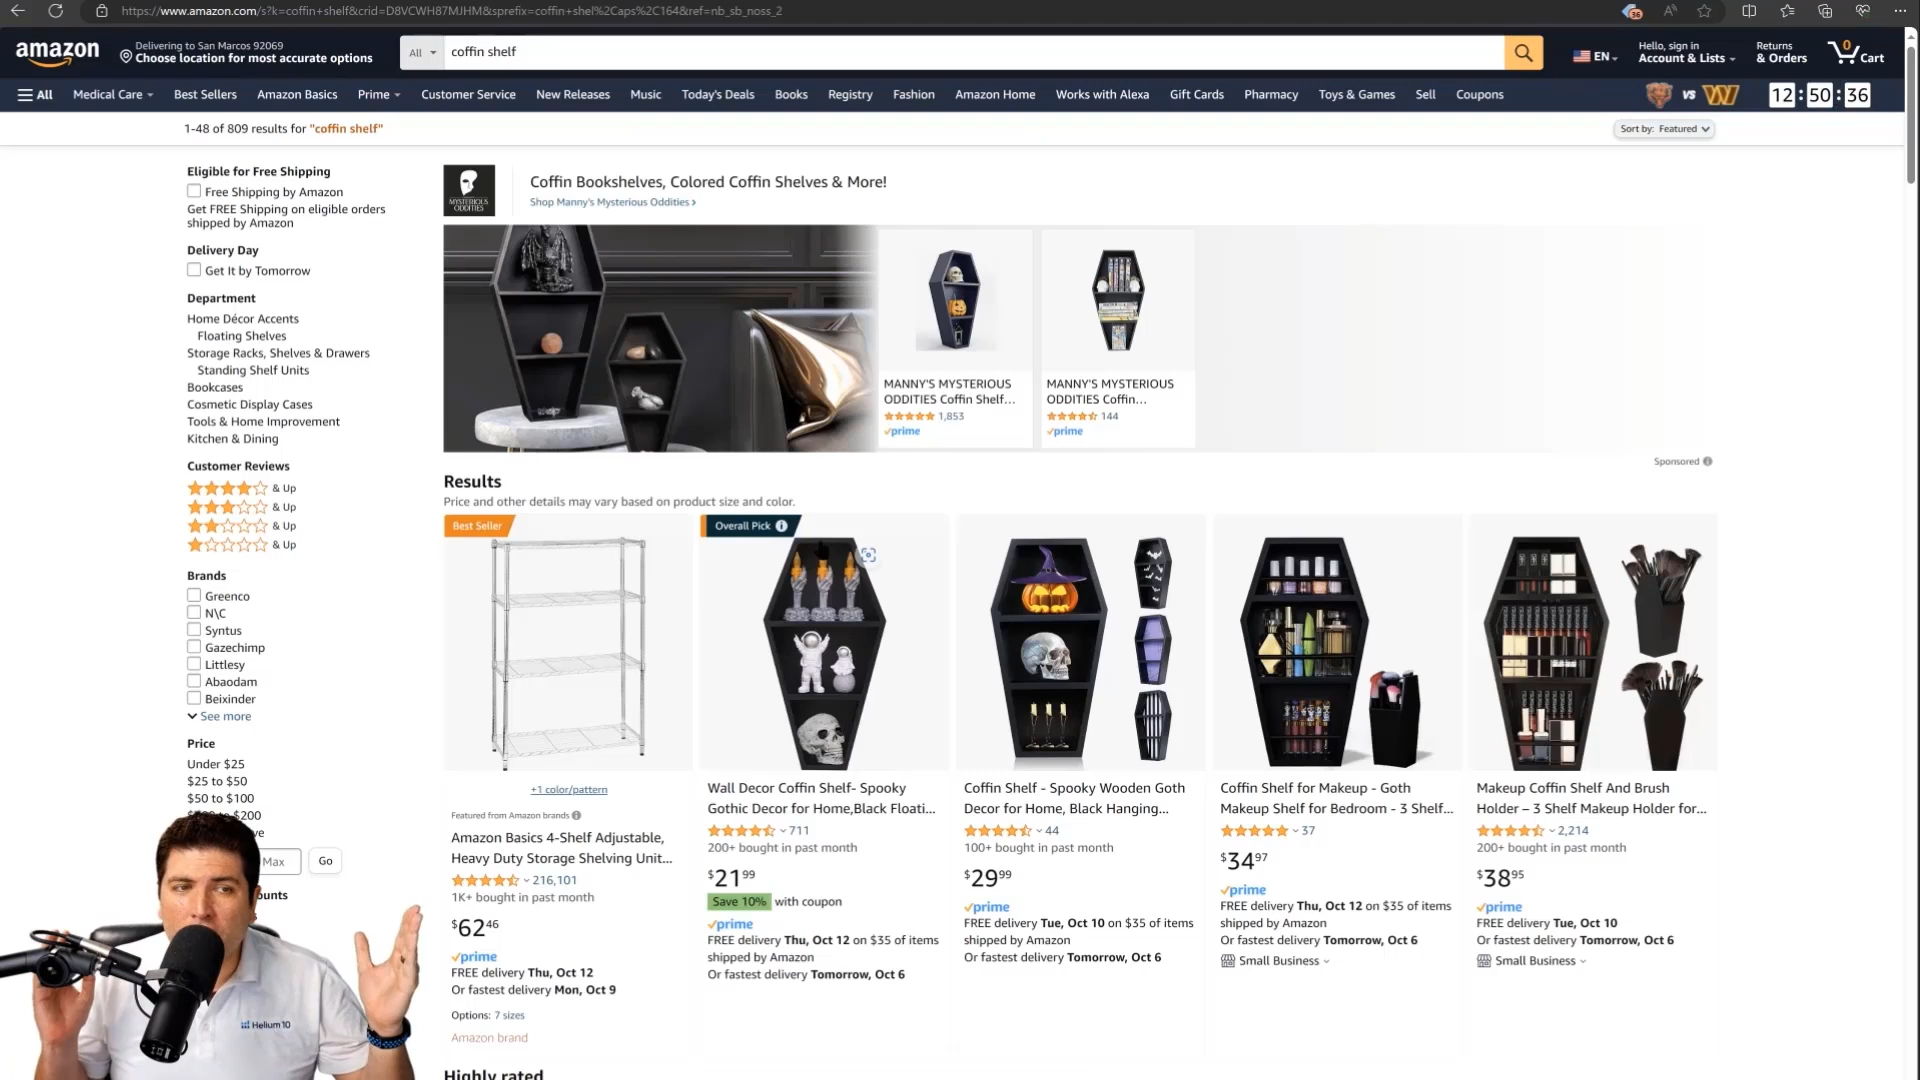 https://www.amazon.com/s?k=coffin+shelf&crid=D8VCWH87MJHM&sprefix=coffin+shel%2Caps%2C164&ref=nb_sb_noss_2
36
amazon
Delivering to San Marcos 92069
Choose location for most accurate options
All
coffin shelf
EN
Hello, sign in
Account & Lists
Returns
& Orders
0
Cart
All
Medical Care
Best Sellers
Amazon Basics
Prime
Customer Service
New Releases
Music
Today's Deals
Books
Registry
Fashion
Amazon Home
Works with Alexa
Gift Cards
Pharmacy
Toys & Games
Sell
Coupons
VS
12:50:36
1-48 of 809 results for "coffin shelf"
Sort by: Featured
Eligible for Free Shipping
Free Shipping by Amazon
Get FREE Shipping on eligible orders
shipped by Amazon
Delivery Day
Get It by Tomorrow
Department
Home Décor Accents
Floating Shelves
Storage Racks, Shelves & Drawers
Standing Shelf Units
Bookcases
Cosmetic Display Cases
Tools & Home Improvement
Kitchen & Dining
Customer Reviews
& Up
& Up
& Up
& Up
Brands
Greenco
N\C
Syntus
Gazechimp
Littlesy
Abaodam
Beixinder
See more
Price
Under $25
$25 to $50
$50 to $100
$200
Max
Go
ounts
MYSTERIOUS
ODDITIES
Coffin Bookshelves, Colored Coffin Shelves & More!
Shop Manny's Mysterious Oddities ›
MANNY'S MYSTERIOUS
ODDITIES Coffin Shelf…
1,853
prime
MANNY'S MYSTERIOUS
ODDITIES Coffin…
144
prime
Sponsored
Results
Price and other details may vary based on product size and color.
Best Seller
+1 color/pattern
Featured from Amazon brands
Amazon Basics 4-Shelf Adjustable,
Heavy Duty Storage Shelving Unit…
216,101
1K+ bought in past month
$62 46
prime
FREE delivery Thu, Oct 12
Or fastest delivery Mon, Oct 9
Options: 7 sizes
Amazon brand
Overall Pick
Wall Decor Coffin Shelf- Spooky
Gothic Decor for Home,Black Floati…
711
200+ bought in past month
$21 99
Save 10% with coupon
prime
FREE delivery Thu, Oct 12 on $35 of items
shipped by Amazon
Or fastest delivery Tomorrow, Oct 6
Coffin Shelf - Spooky Wooden Goth
Decor for Home, Black Hanging…
44
100+ bought in past month
$29 99
prime
FREE delivery Tue, Oct 10 on $35 of items
shipped by Amazon
Or fastest delivery Tomorrow, Oct 6
Coffin Shelf for Makeup - Goth
Makeup Shelf for Bedroom - 3 Shelf…
37
$34 97
prime
FREE delivery Thu, Oct 12 on $35 of items
shipped by Amazon
Or fastest delivery Tomorrow, Oct 6
Small Business
Makeup Coffin Shelf And Brush
Holder – 3 Shelf Makeup Holder for…
2,214
200+ bought in past month
$38 95
prime
FREE delivery Tue, Oct 10
Or fastest delivery Tomorrow, Oct 6
Small Business
Helium 10
Highly rated